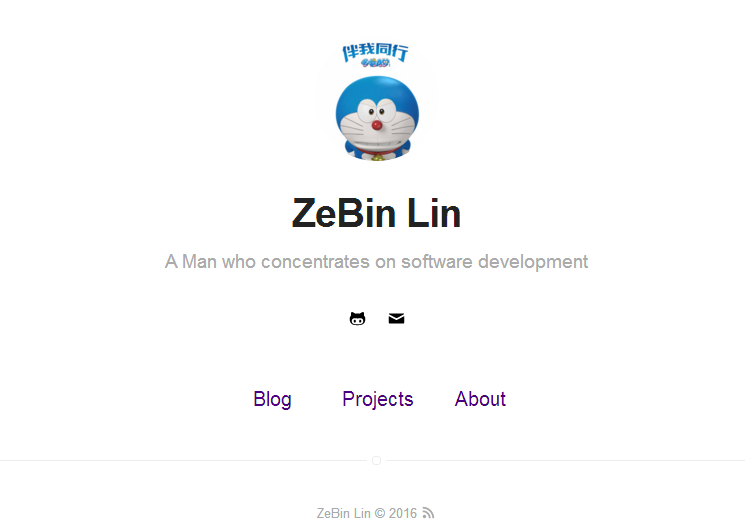 伴我同行
ZeBin Lin
A Man who concentrates on software development
Blog
Projects
About
ZeBin Lin © 2016